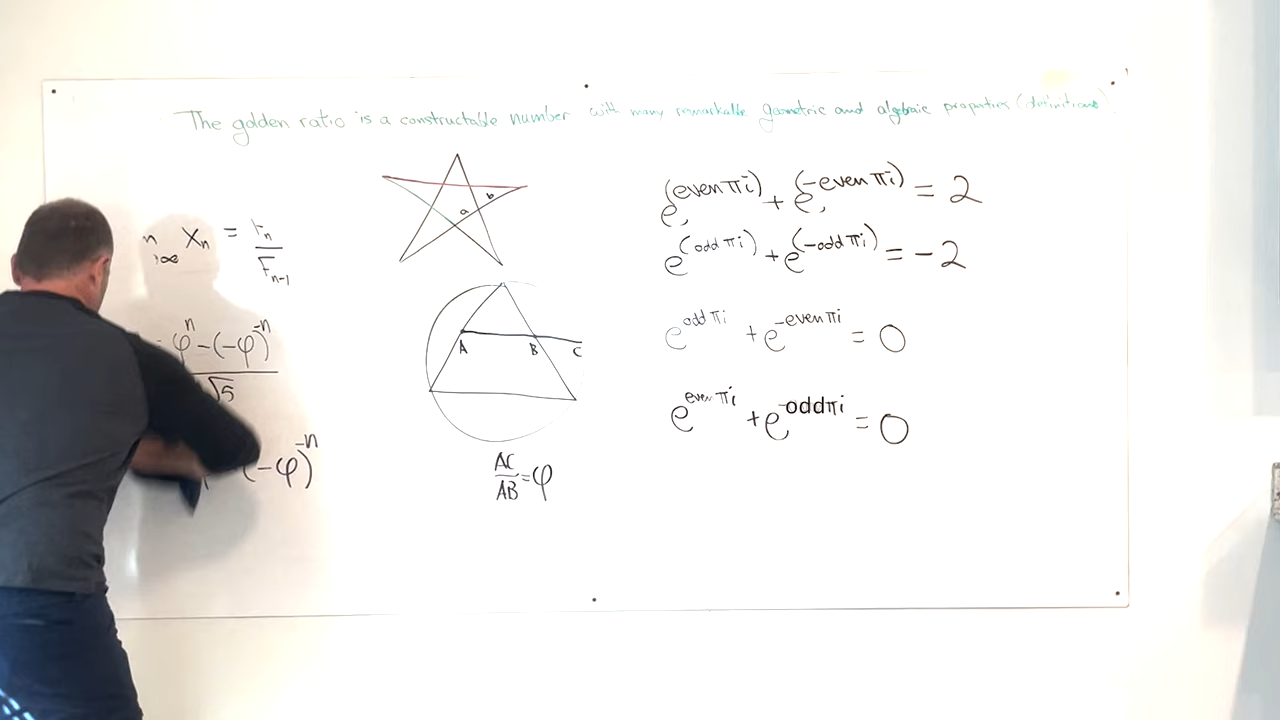 The golden ratio is a constructable number with many remarkable geometric and algebraic properties (definitions).
n→∞ Xₙ = Fₙ / Fₙ₋₁
φⁿ - (-φ)⁻ⁿ
√5
(-φ)⁻ⁿ
a b
A B C
AC/AB = φ
e^(even πi) + e^(-even πi) = 2
e^(odd πi) + e^(-odd πi) = -2
e^odd πi + e^-even πi = 0
e^even πi + e^-odd πi = 0